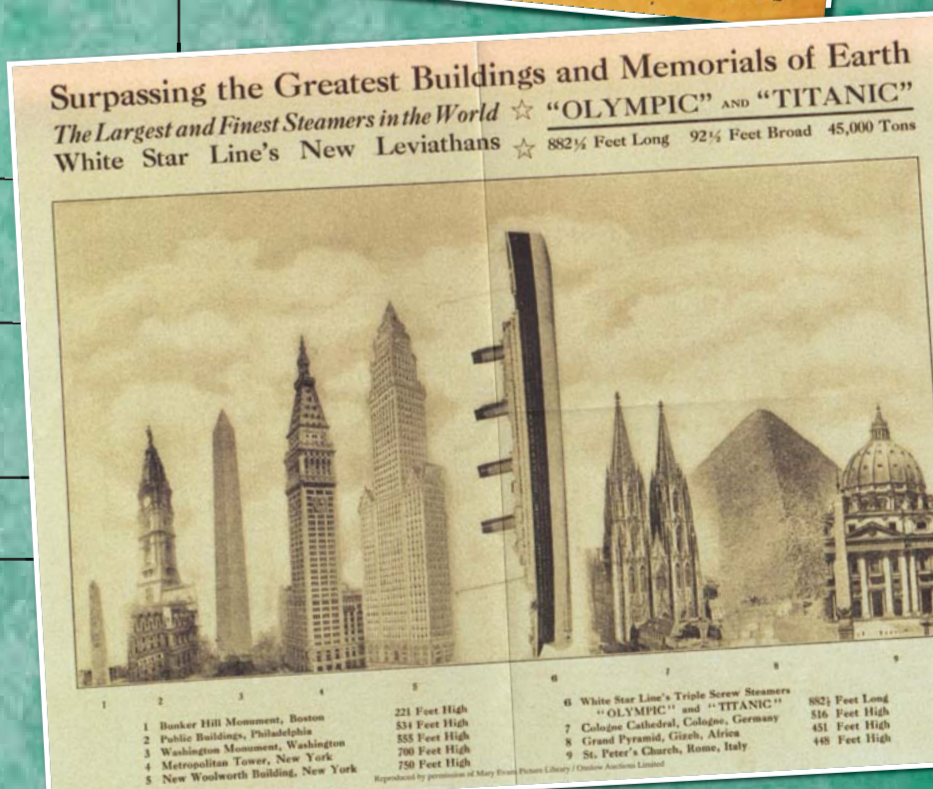 Surpassing the Greatest Buildings and Memorials of Earth
The Largest and Finest Steamers in the World ☆ "OLYMPIC" AND "TITANIC"
White Star Line's New Leviathans ☆ 882½ Feet Long 92½ Feet Broad 45,000 Tons
1 2 3 4 5 6 7 8 9
1 Bunker Hill Monument, Boston 221 Feet High
2 Public Buildings, Philadelphia 534 Feet High
3 Washington Monument, Washington 555 Feet High
4 Metropolitan Tower, New York 700 Feet High
5 New Woolworth Building, New York 750 Feet High
6 White Star Line's Triple Screw Steamers
"OLYMPIC" and "TITANIC" 882½ Feet Long
7 Cologne Cathedral, Cologne, Germany 516 Feet High
8 Grand Pyramid, Gizeh, Africa 451 Feet High
9 St. Peter's Church, Rome, Italy 448 Feet High
Reproduced by permission of Mary Evans Picture Library / Onslow Auctions Limited